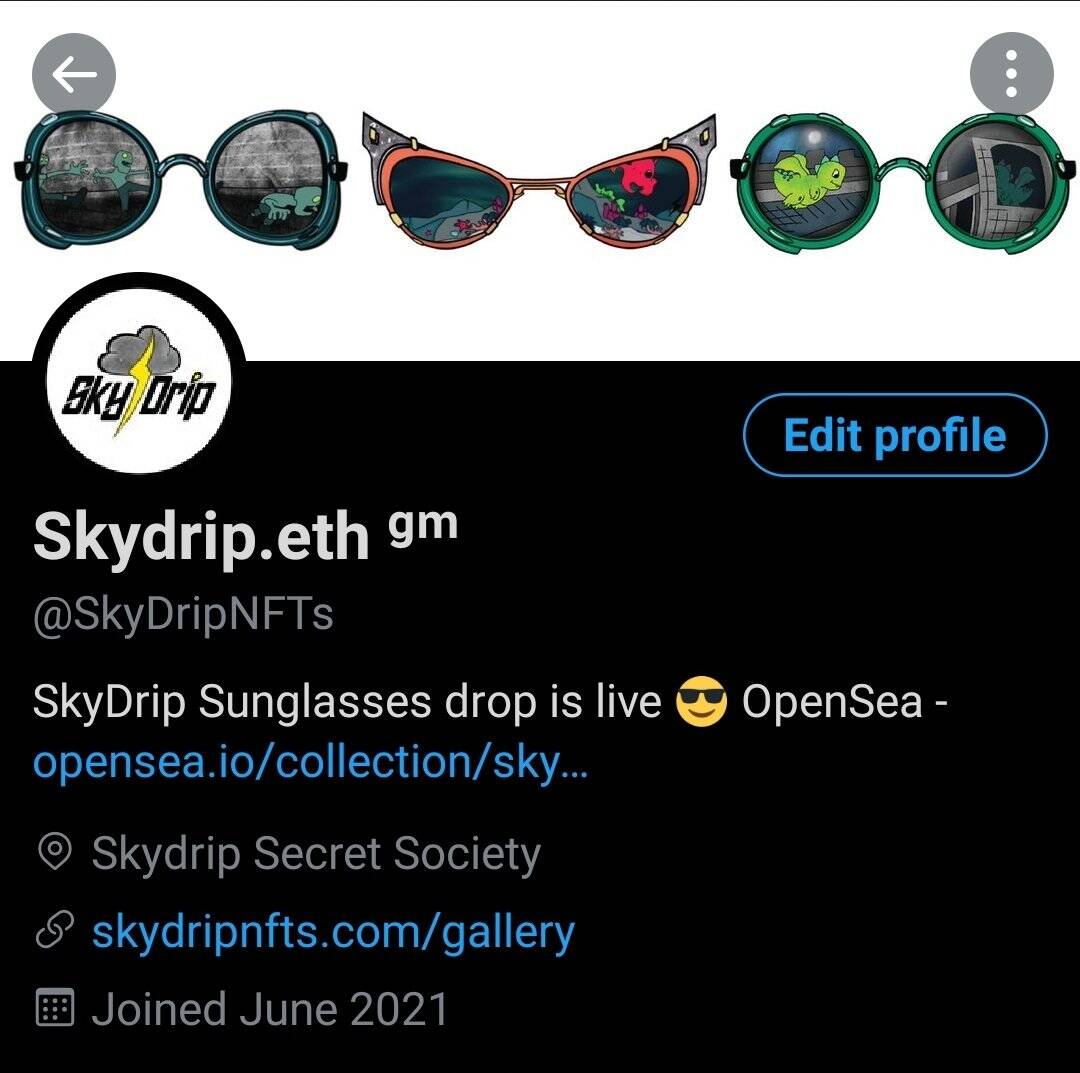 Sky Drip
Edit profile
Skydrip.eth ᵍᵐ
@SkyDripNFTs
SkyDrip Sunglasses drop is live 😎 OpenSea -
opensea.io/collection/sky…
Skydrip Secret Society
skydripnfts.com/gallery
Joined June 2021